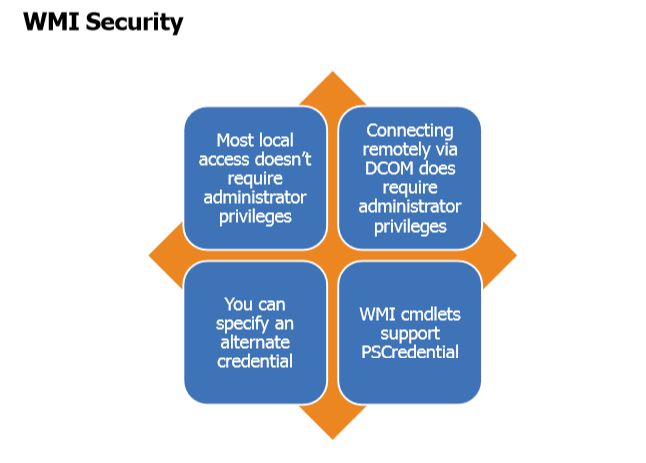 WMI Security
Most local
access doesn’t
require
administrator
privileges
Connecting
remotely via
DCOM does
require
administrator
privileges
You can
specify an
alternate
credential
WMI cmdlets
support
PSCredential